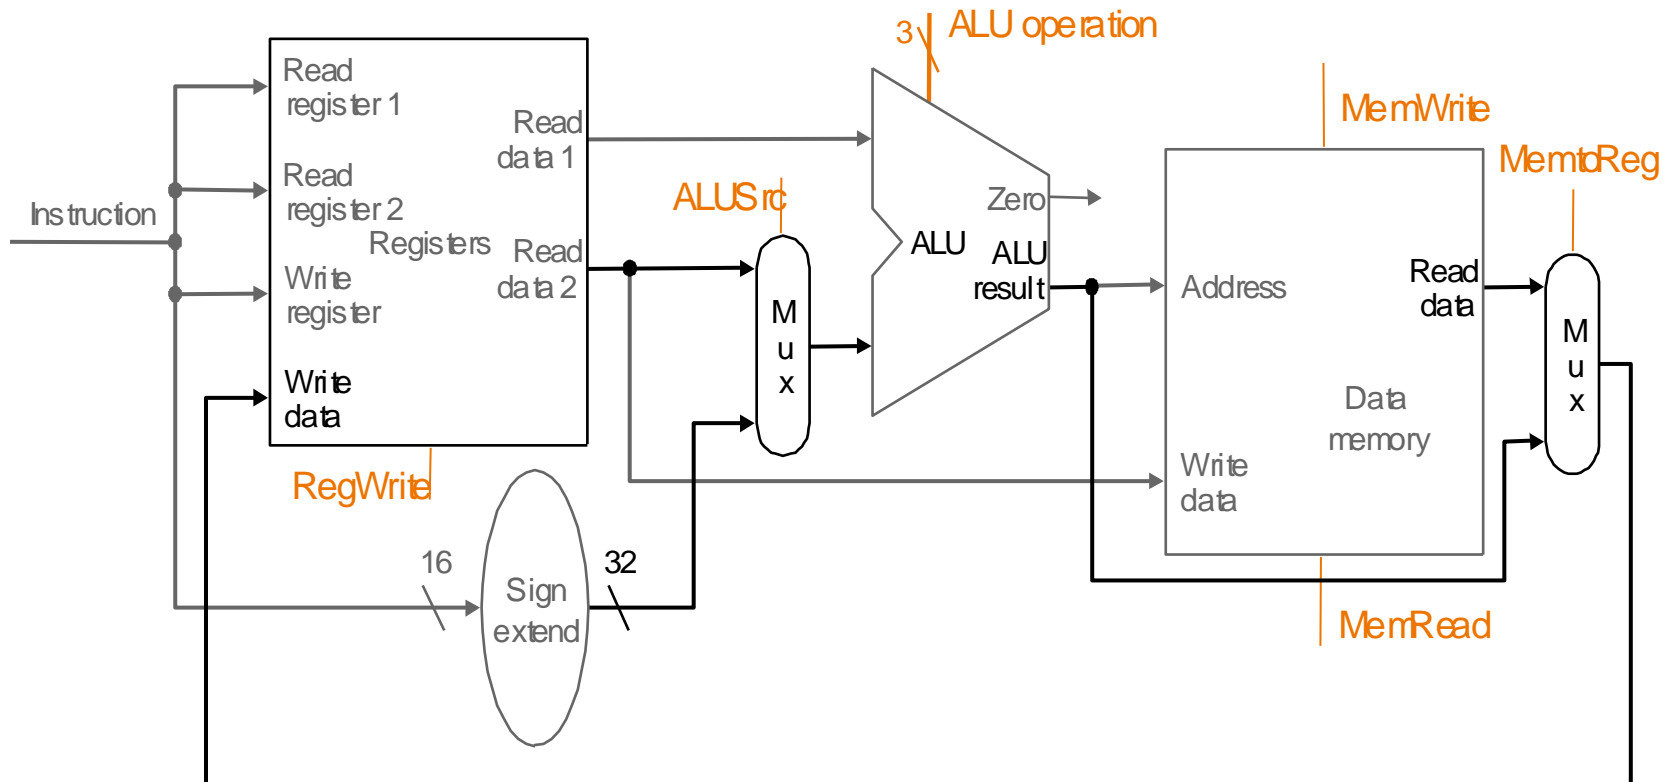 3
ALU operation
Read
register 1
Read
data 1
MemWrite
MemtoReg
Read
register 2
ALUSrc
Zero
Instruction
Registers
Read
data 2
ALU
ALU
result
Write
register
Address
Read
data
M
u
x
M
u
x
Write
data
Data
memory
Write
data
RegWrite
16
32
Sign
extend
MemRead